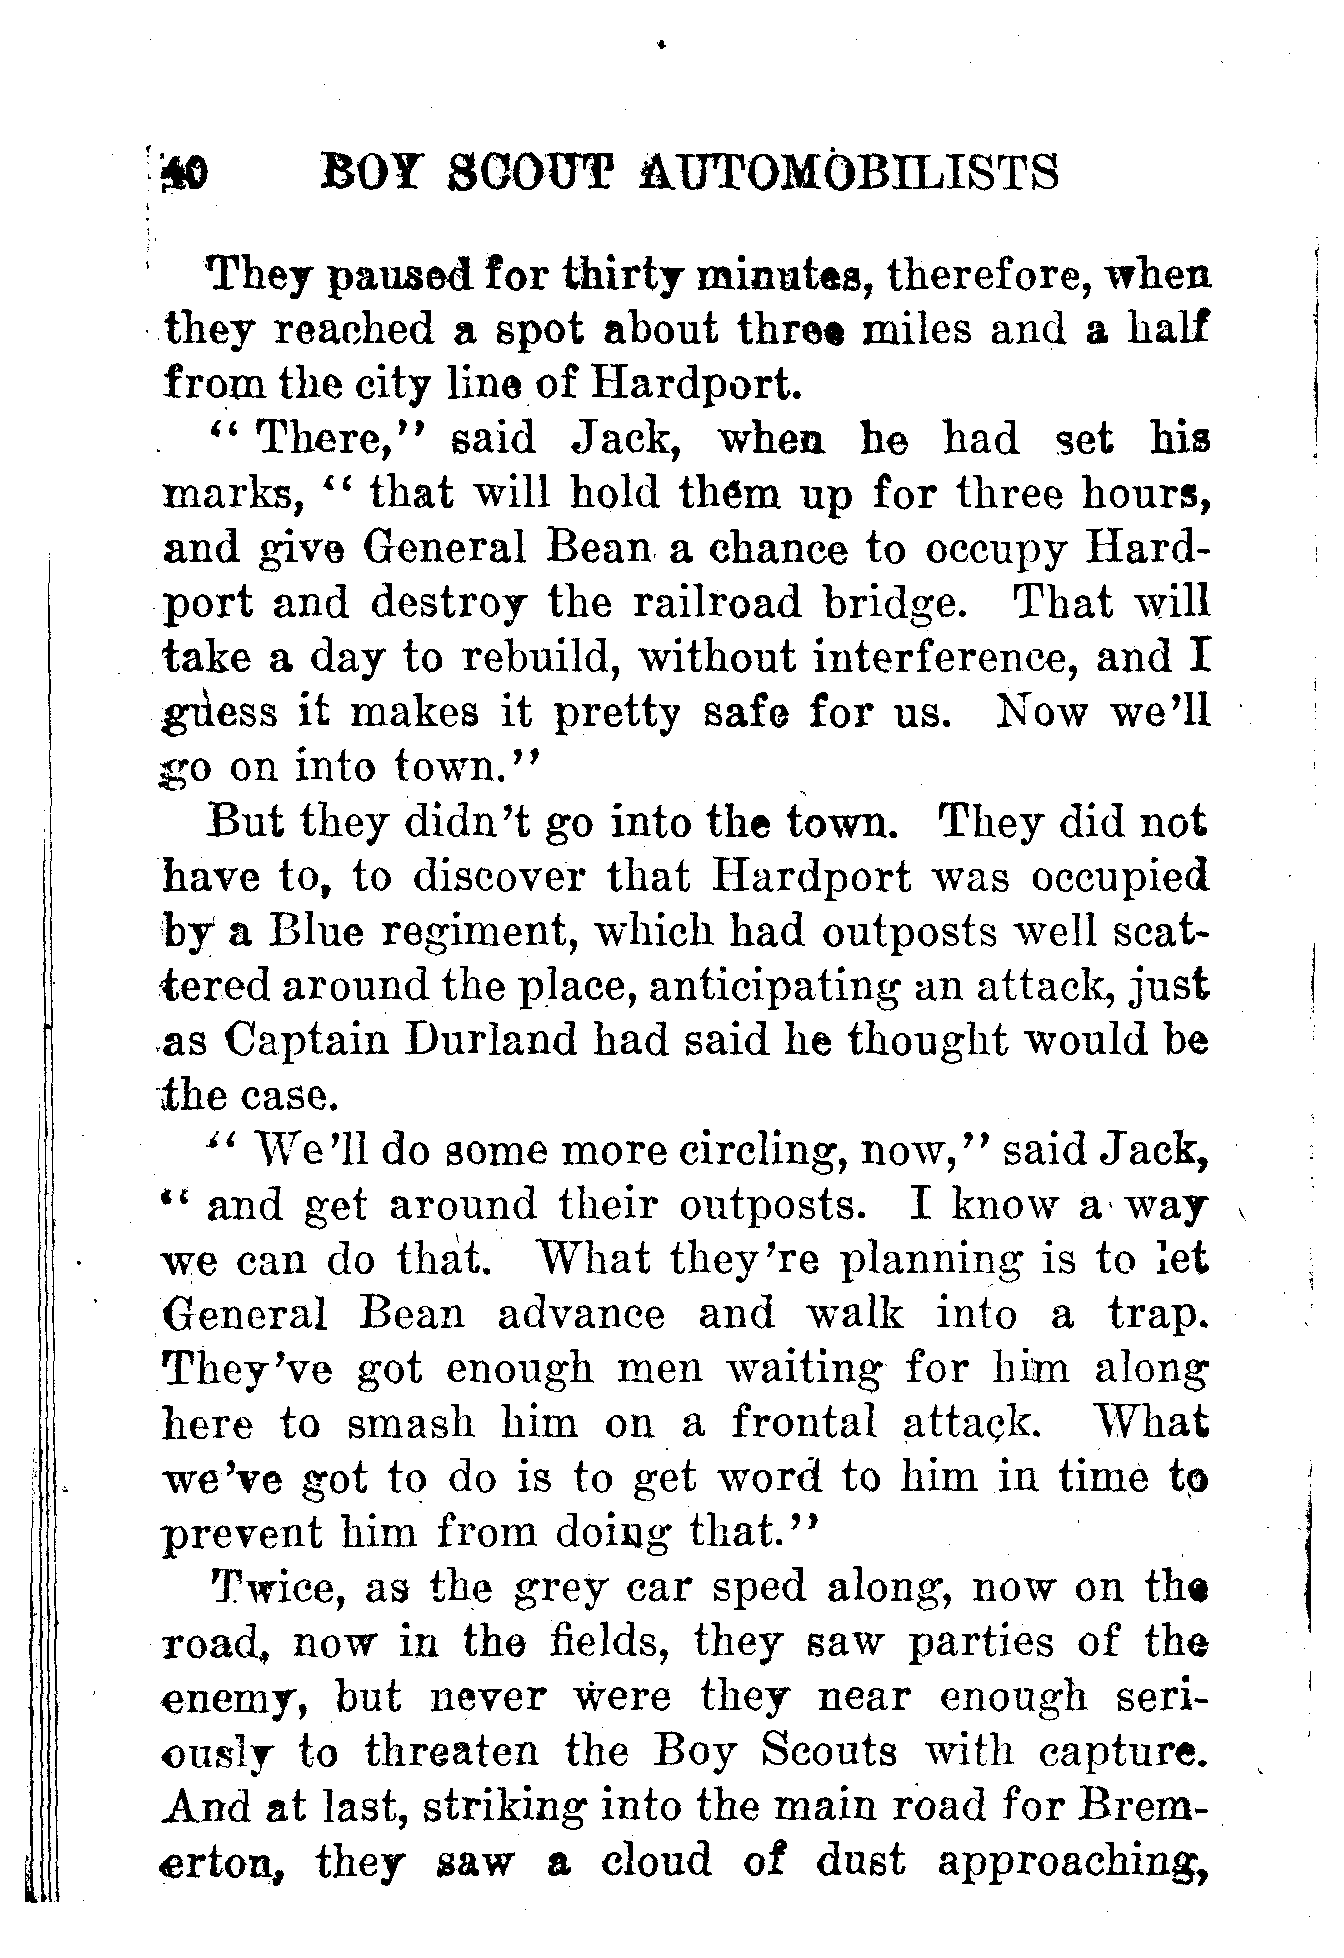 40 BOY SCOUT AUTOMOBILISTS
They paused for thirty minutes, therefore, when
they reached a spot about three miles and a half
from the city line of Hardport.
" There," said Jack, when he had set his
marks, " that will hold them up for three hours,
and give General Bean a chance to occupy Hard-
port and destroy the railroad bridge. That will
take a day to rebuild, without interference, and I
guess it makes it pretty safe for us. Now we'll
go on into town."
But they didn't go into the town. They did not
have to, to discover that Hardport was occupied
by a Blue regiment, which had outposts well scat-
tered around the place, anticipating an attack, just
as Captain Durland had said he thought would be
the case.
" We'll do some more circling, now," said Jack,
" and get around their outposts. I know a way
we can do that. What they're planning is to let
General Bean advance and walk into a trap.
They've got enough men waiting for him along
here to smash him on a frontal attack. What
we've got to do is to get word to him in time to
prevent him from doing that."
Twice, as the grey car sped along, now on the
road, now in the fields, they saw parties of the
enemy, but never were they near enough seri-
ously to threaten the Boy Scouts with capture.
And at last, striking into the main road for Brem-
erton, they saw a cloud of dust approaching,